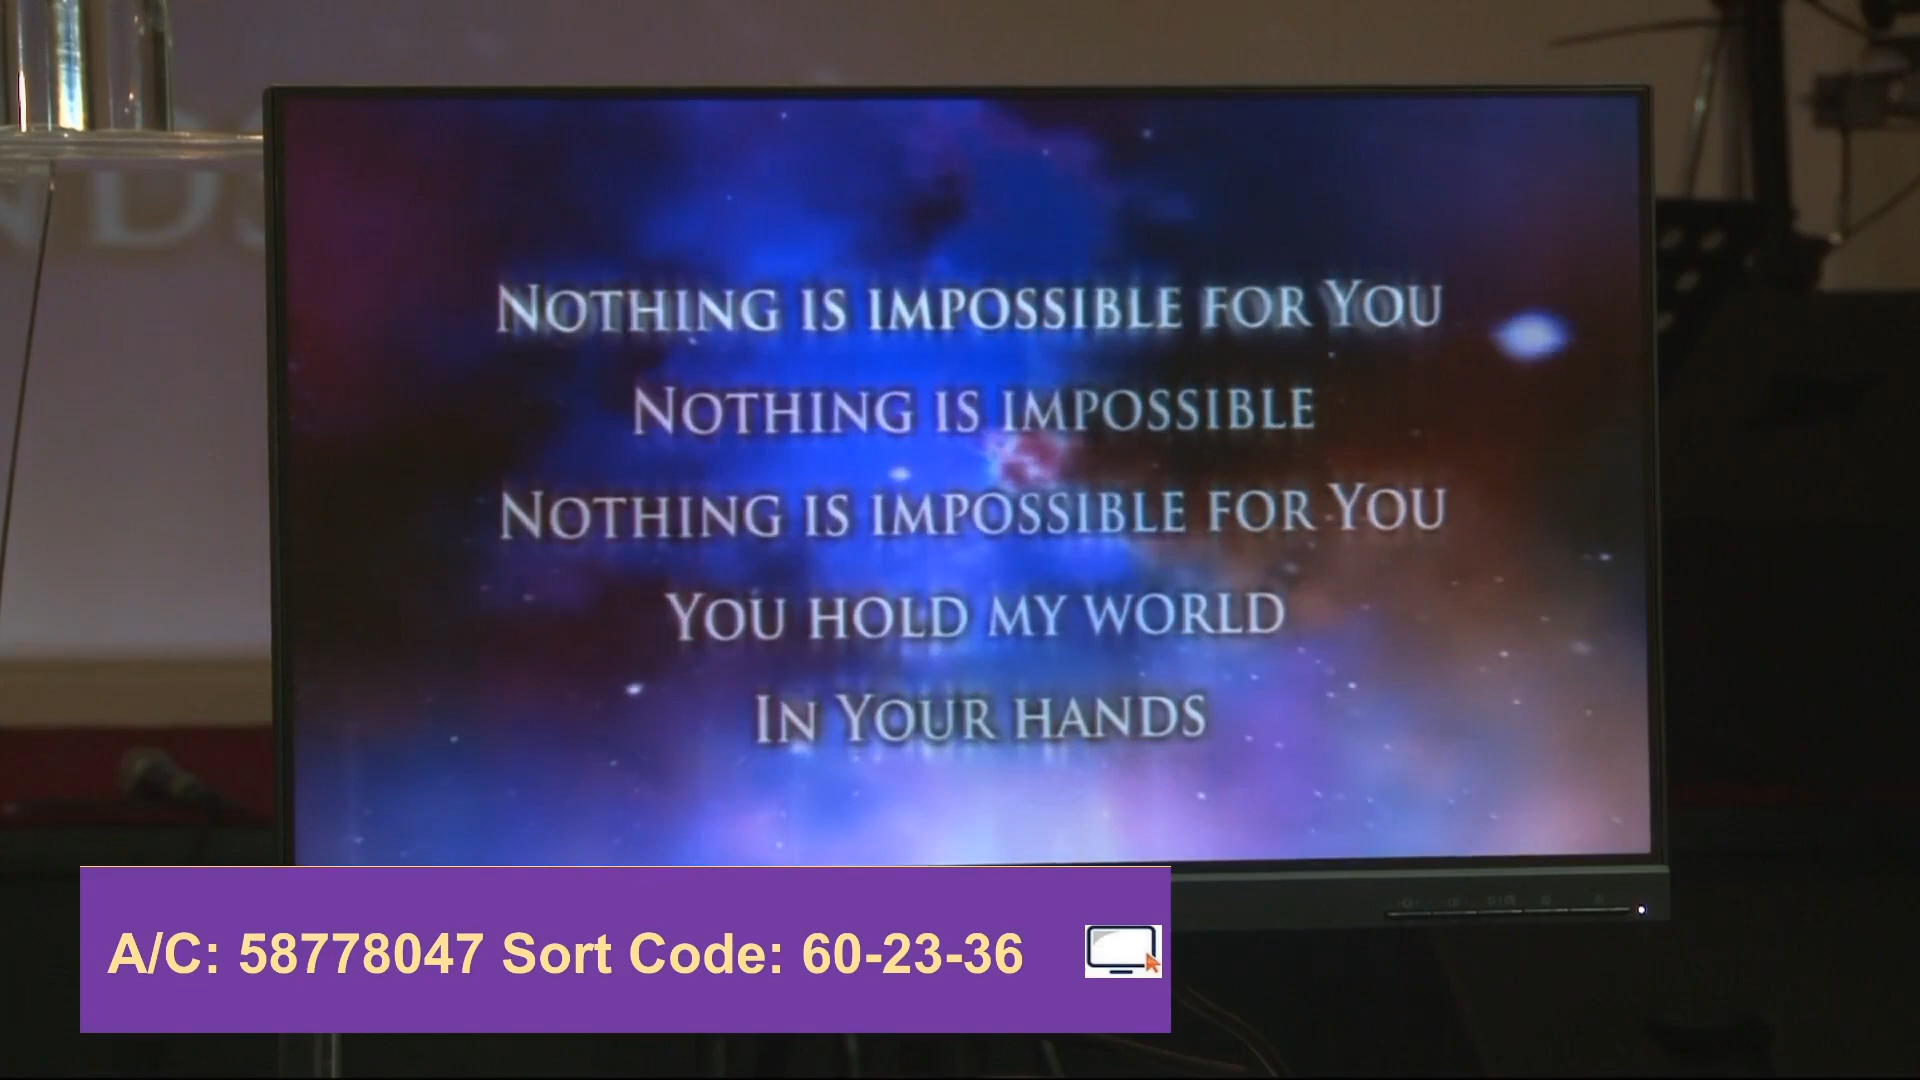 NDS
NOTHING IS IMPOSSIBLE FOR YOU
NOTHING IS IMPOSSIBLE
NOTHING IS IMPOSSIBLE FOR YOU
YOU HOLD MY WORLD
IN YOUR HANDS
A/C: 58778047 Sort Code: 60-23-36